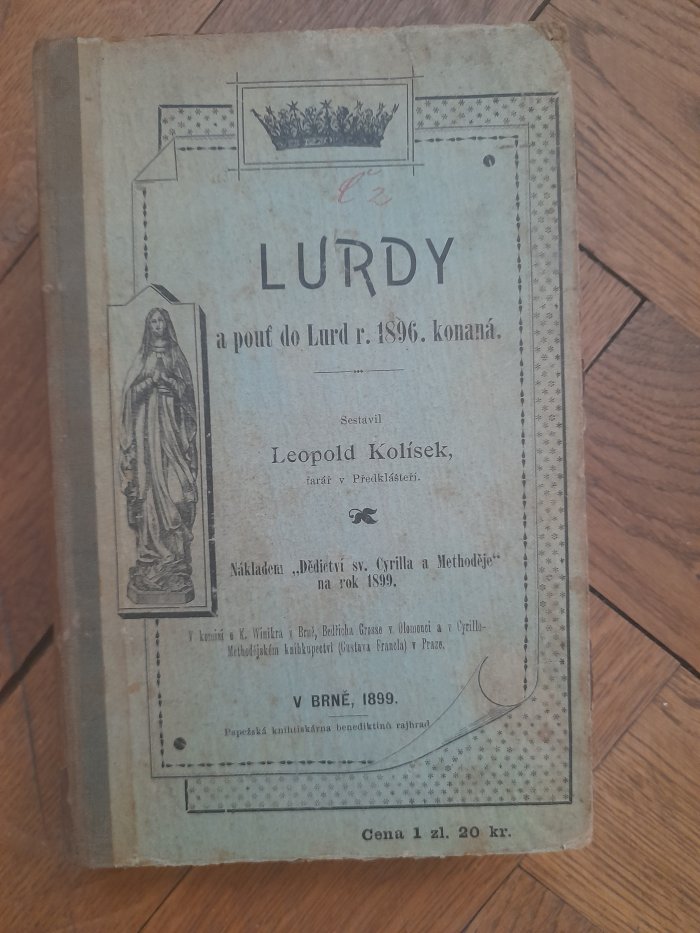 LURDY
a pouť do Lurd r. 1896. konaná.
Sestavil
Leopold Kolísek,
farář v Předklášteří.
Nákladem „Dědictví sv. Cyrilla a Methoděje“
na rok 1899.
V komisi u K. Winikra v Brně, Bedřicha Grosse v Olomouci a v Cyrillo-
Methodějském knihkupectví (Gustava Francla) v Praze.
V BRNĚ, 1899.
Papežská knihtiskárna benediktinů rajhrad
Cena 1 zl. 20 kr.